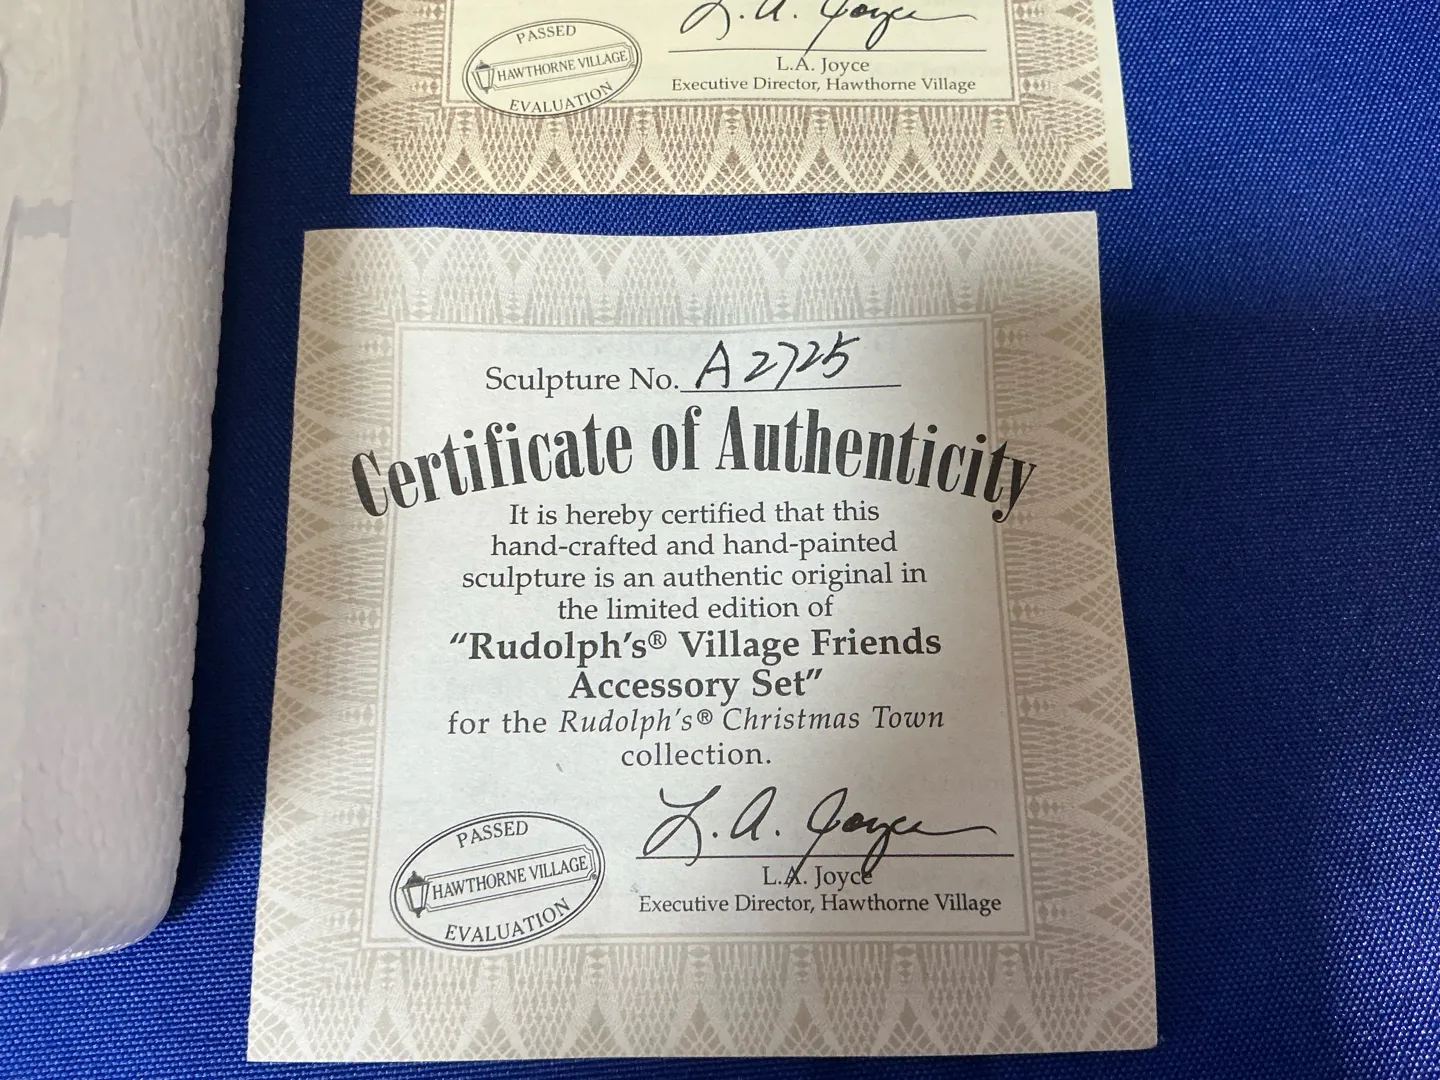 L. A. Joyce
PASSED
HAWTHORNE VILLAGE
EVALUATION
L.A. Joyce
Executive Director, Hawthorne Village
Sculpture No. A2725
Certificate of Authenticity
It is hereby certified that this
hand-crafted and hand-painted
sculpture is an authentic original in
the limited edition of
“Rudolph’s® Village Friends
Accessory Set”
for the Rudolph’s® Christmas Town
collection.
L. A. Joyce
PASSED
HAWTHORNE VILLAGE
EVALUATION
L.A. Joyce
Executive Director, Hawthorne Village